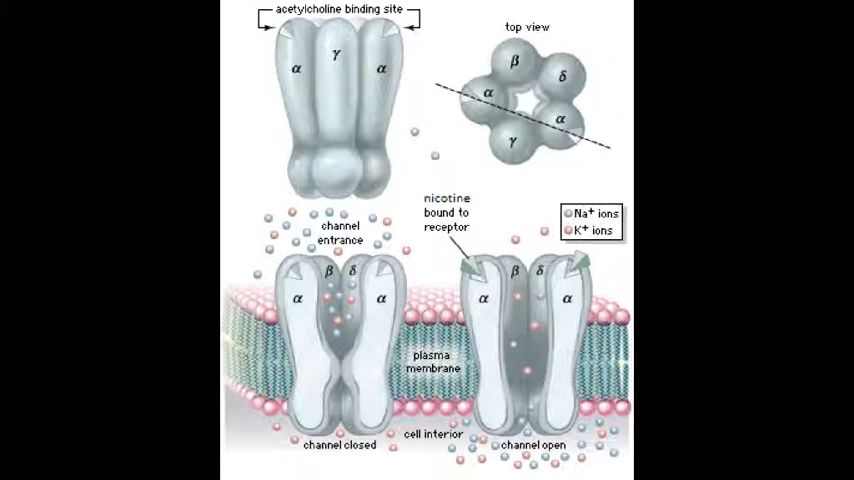 acetylcholine binding site
α
γ
α
top view
β
δ
α
α
γ
nicotine
bound to
receptor
Na+ ions
K+ ions
channel
entrance
β
δ
α
α
β
δ
α
α
plasma
membrane
cell interior
channel closed
channel open